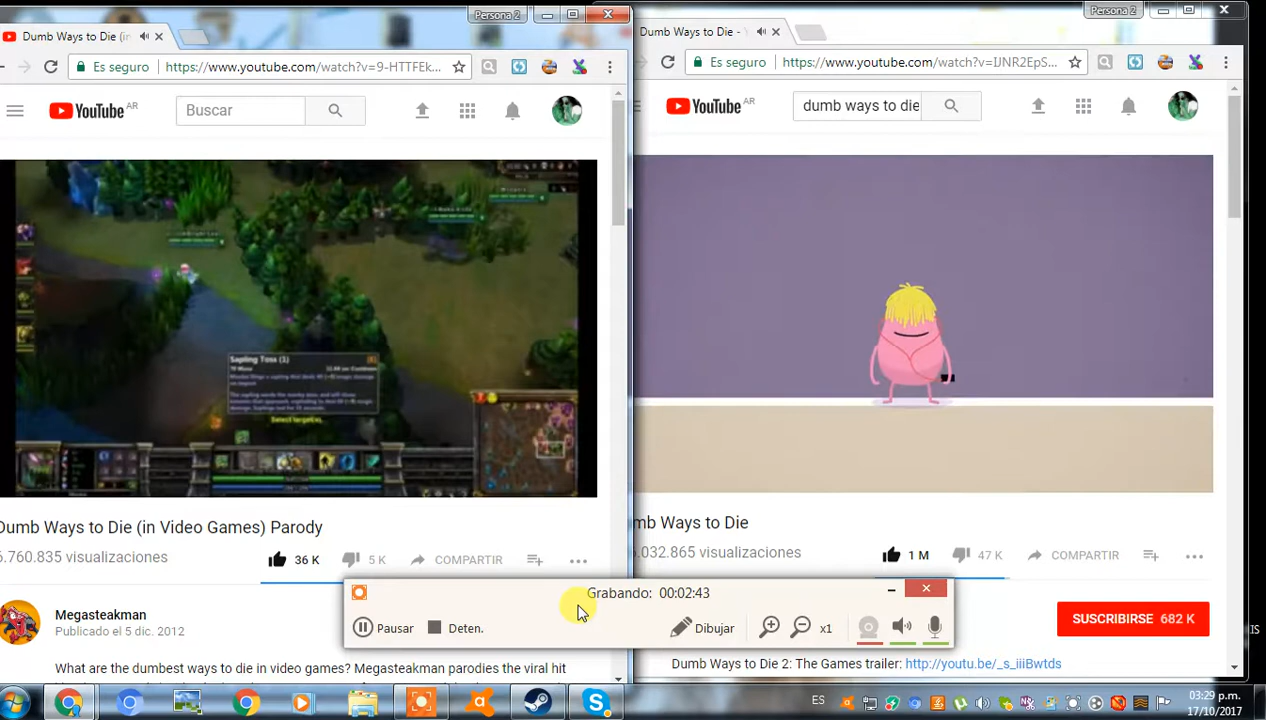 Persona 2
Dumb Ways to Die (in
Es seguro
https://www.youtube.com/watch?v=9-HTTFEk...
YouTube AR
Buscar
Sapling Toss (1)
Dumb Ways to Die (in Video Games) Parody
6.760.835 visualizaciones
36 K
5 K
COMPARTIR
Megasteakman
Publicado el 5 dic. 2012
What are the dumbest ways to die in video games? Megasteakman parodies the viral hit
Persona 2
Dumb Ways to Die - Y
Es seguro
https://www.youtube.com/watch?v=IJNR2EpS...
YouTube AR
dumb ways to die
mb Ways to Die
.032.865 visualizaciones
1 M
47 K
COMPARTIR
SUSCRIBIRSE 682 K
Dumb Ways to Die 2: The Games trailer: http://youtu.be/_s_iiiBwtds
Grabando: 00:02:43
Pausar
Deten.
Dibujar
x1
IS
ES
03:29 p.m.
17/10/2017